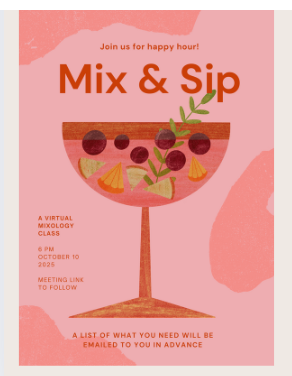 Join us for happy hour!
Mix & Sip
A VIRTUAL
MIXOLOGY
CLASS
6 PM
OCTOBER 10
2026
MEETING LINK
TO FOLLOW
A LIST OF WHAT YOU NEED WILL BE
EMAILED TO YOU IN ADVANCE